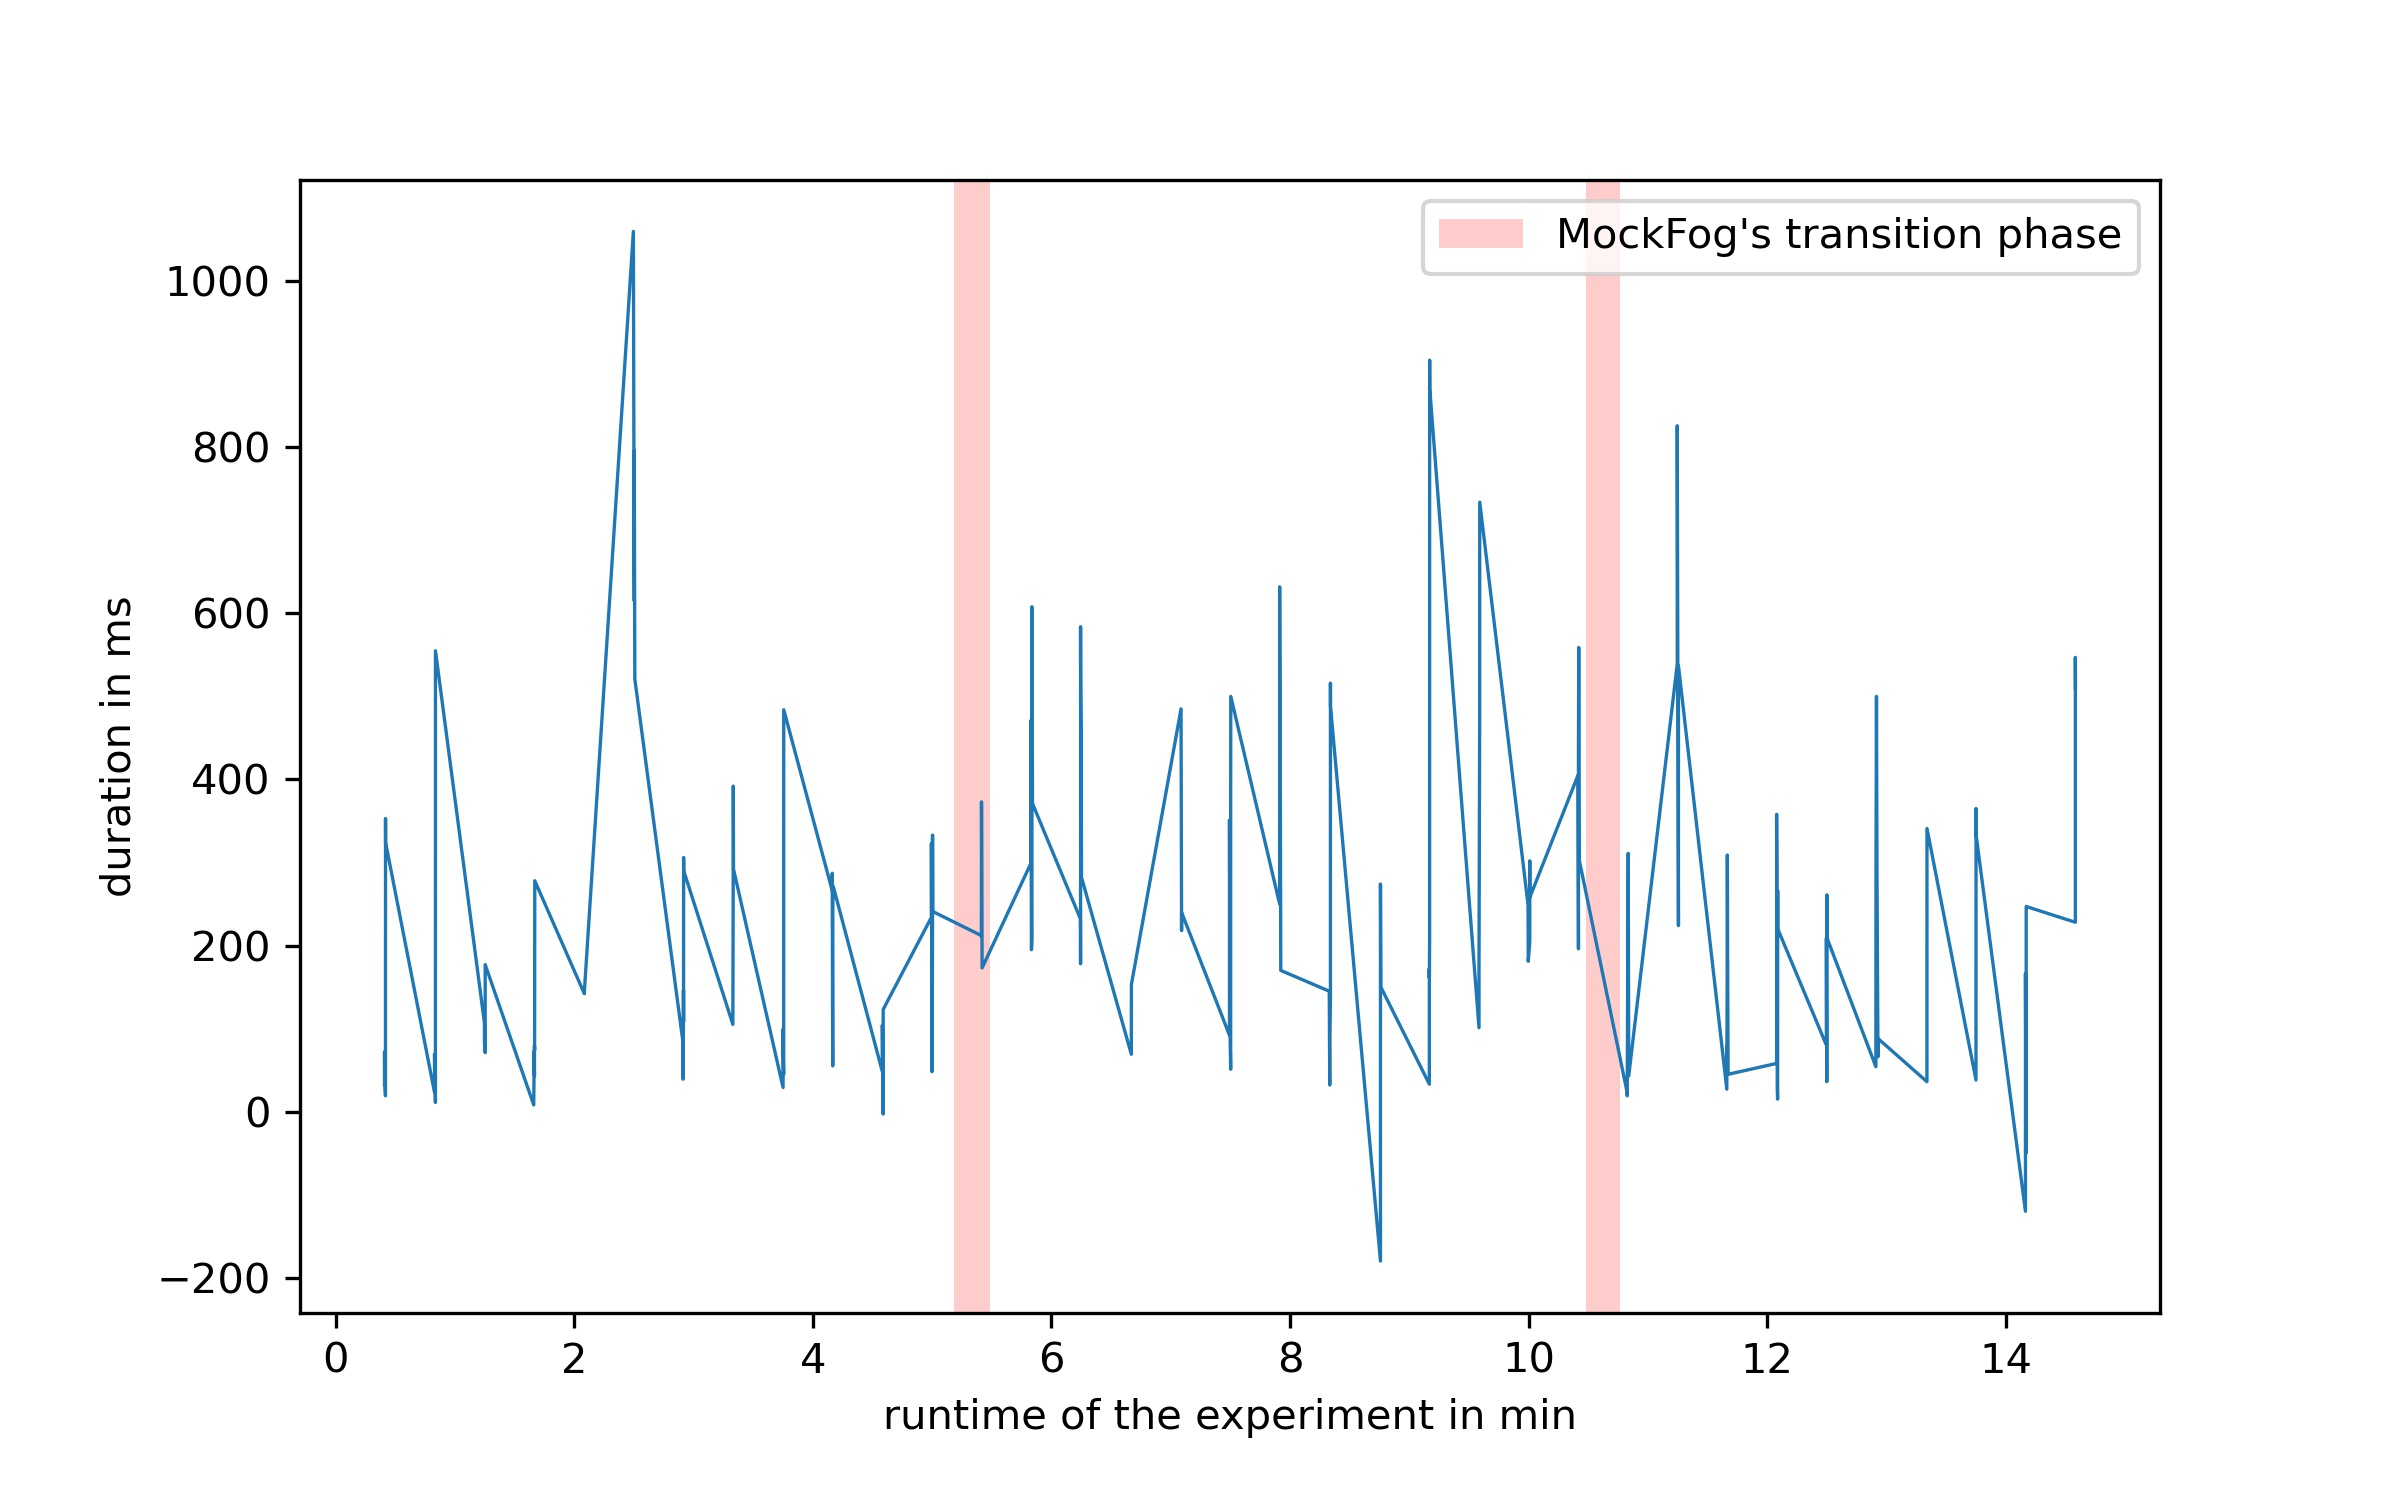 MockFog's transition phase
1000
800
600
400
200
0
−200
duration in ms
0 2 4 6 8 10 12 14
runtime of the experiment in min